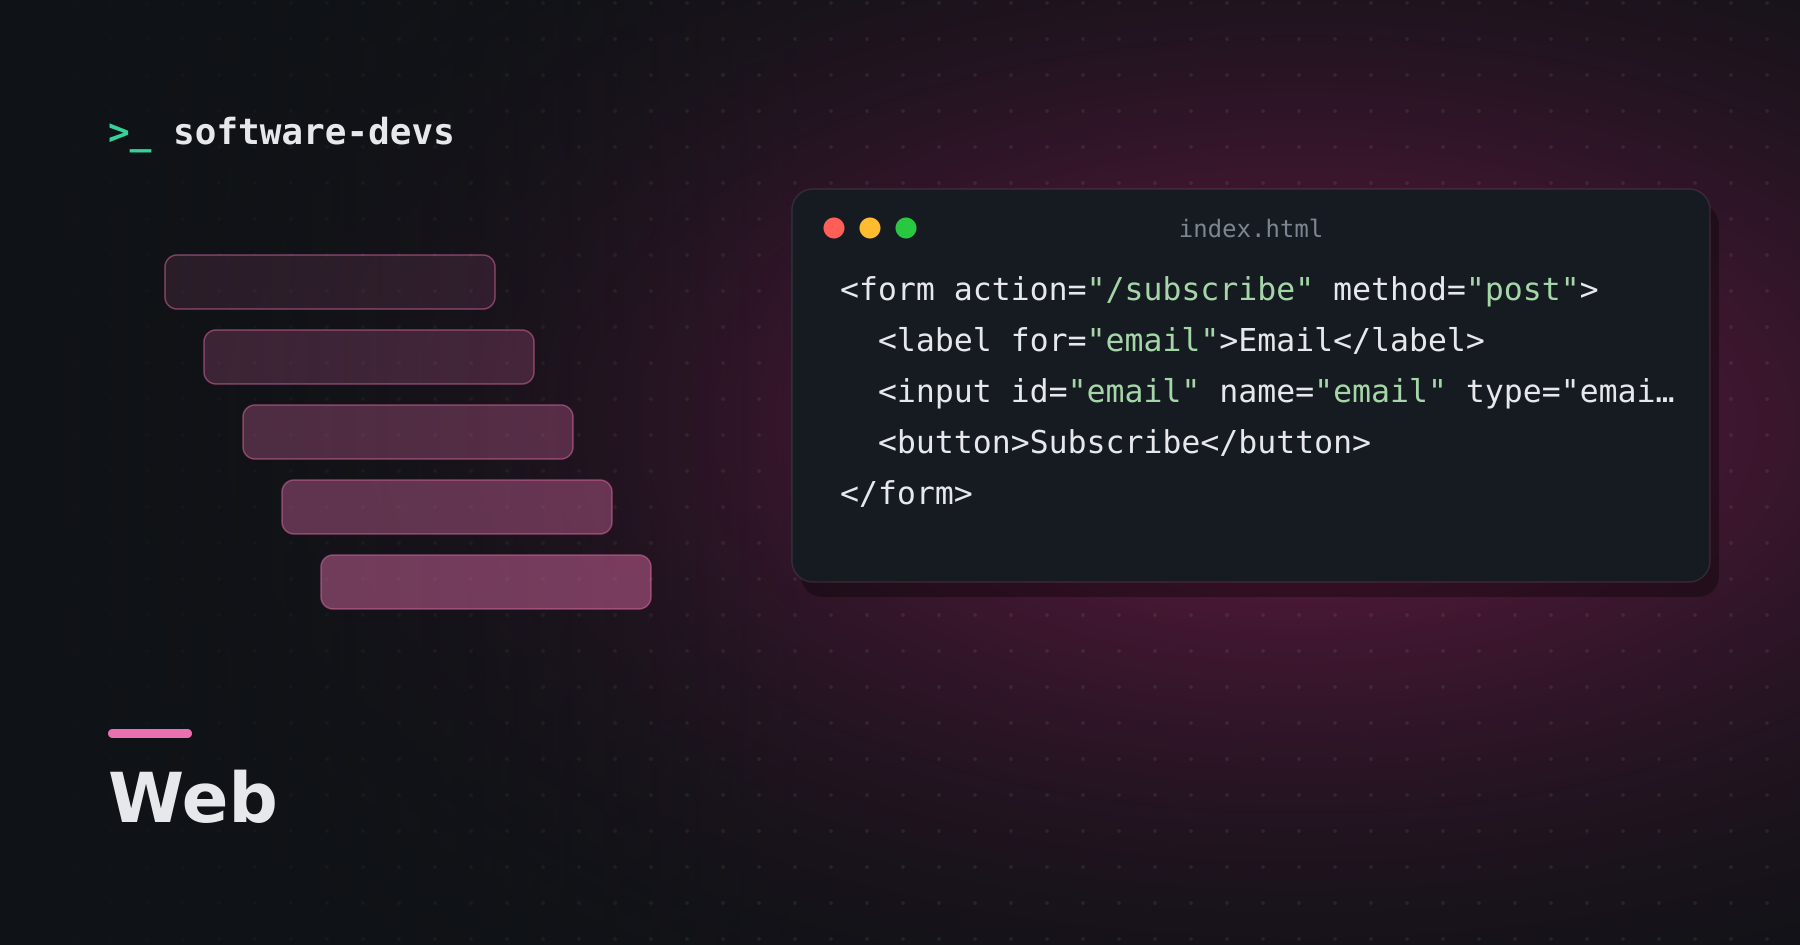 >_ software-devs
index.html
<form action="/subscribe" method="post">
  <label for="email">Email</label>
  <input id="email" name="email" type="emai…
  <button>Subscribe</button>
</form>
Web